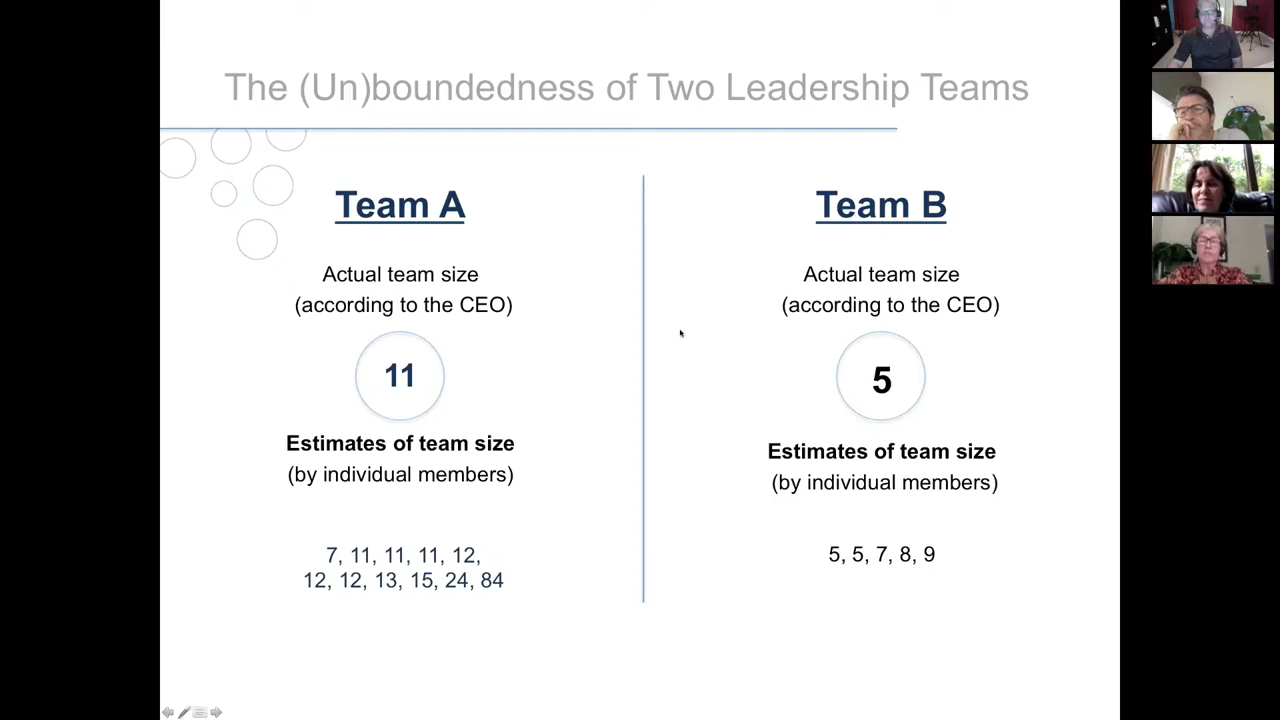 The (Un)boundedness of Two Leadership Teams
Team A
Actual team size
(according to the CEO)
11
Estimates of team size
(by individual members)
7, 11, 11, 11, 12,
12, 12, 13, 15, 24, 84
Team B
Actual team size
(according to the CEO)
5
Estimates of team size
(by individual members)
5, 5, 7, 8, 9